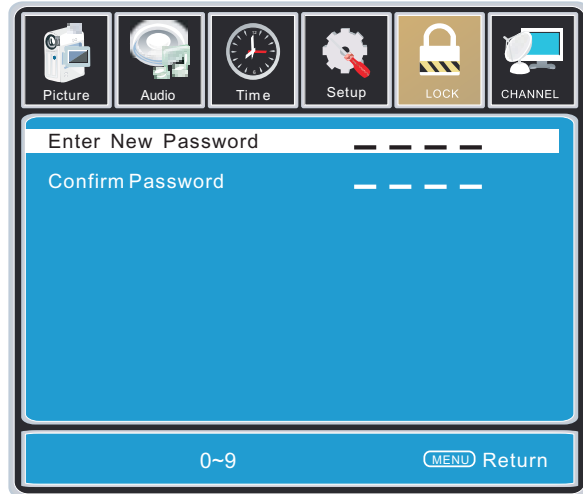 Picture Audio Time Setup LOCK CHANNEL
Enter New Password _ _ _ _
Confirm Password _ _ _ _
0~9 MENU Return